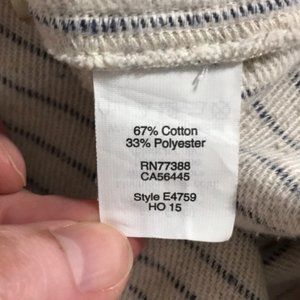 67% Cotton
33% Polyester
RN77388
CA56445
Style E4759
HO 15